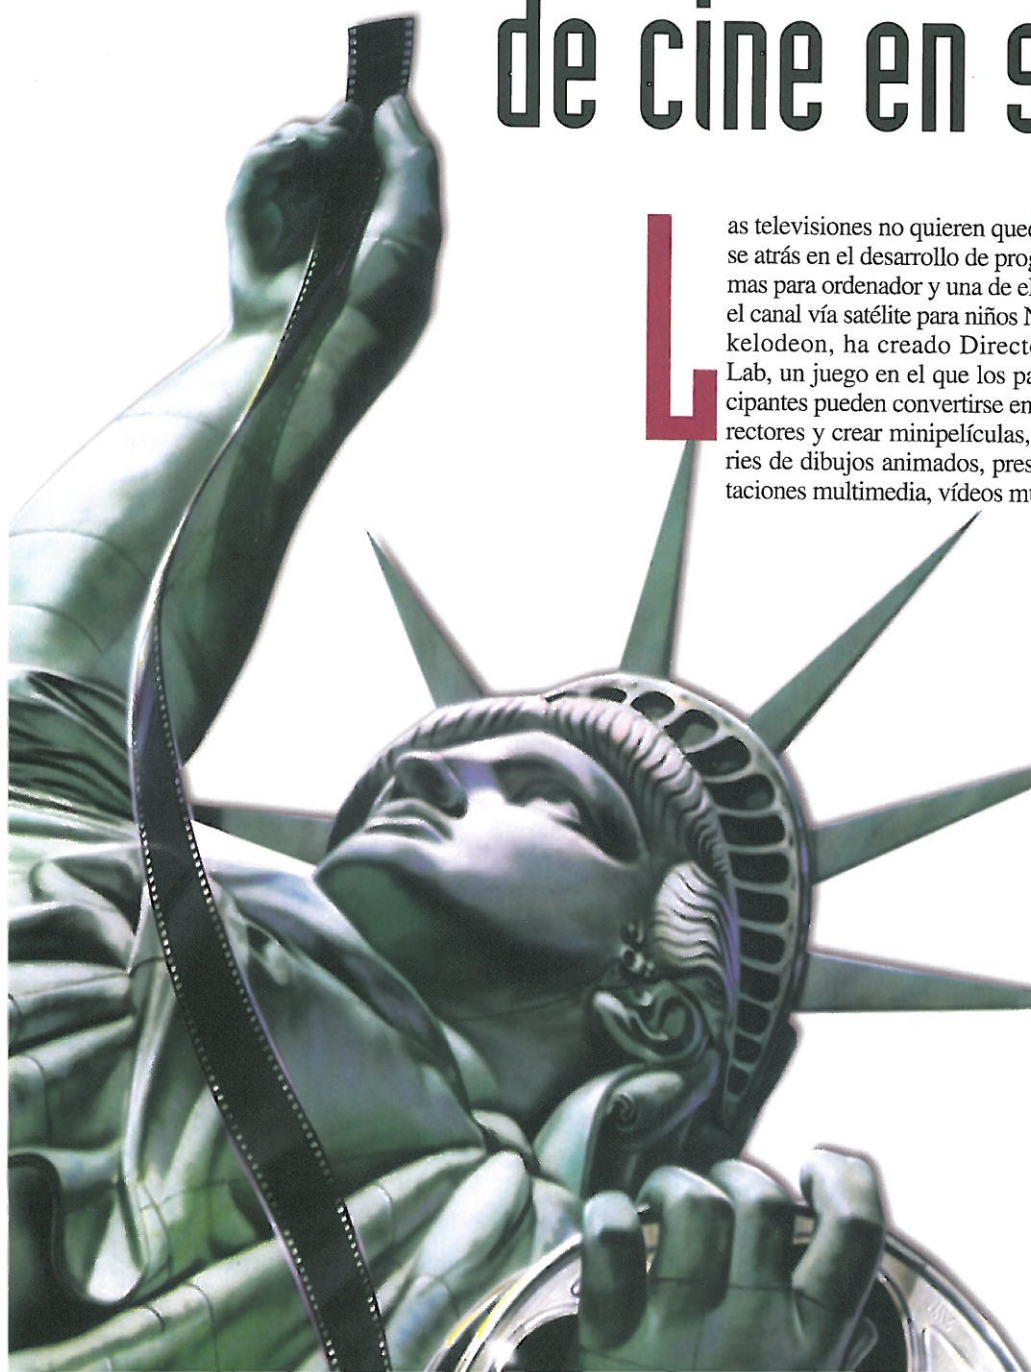 de cine en s
Las televisiones no quieren qued
se atrás en el desarrollo de prog
mas para ordenador y una de el
el canal vía satélite para niños N
kelodeon, ha creado Directo
Lab, un juego en el que los pa
cipantes pueden convertirse en
rectores y crear minipelículas,
ries de dibujos animados, pres
taciones multimedia, vídeos mu